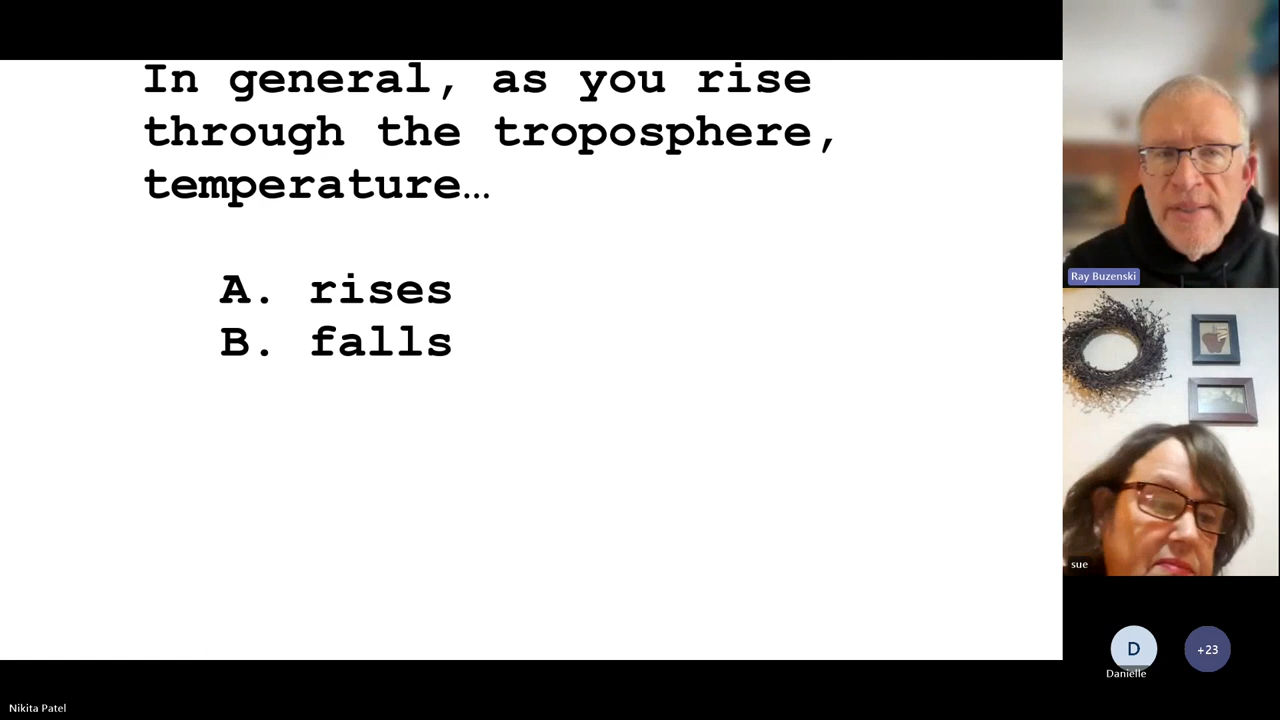 In general, as you rise
through the troposphere,
temperature…
A. rises
B. falls
Ray Buzenski
sue
D
Danielle
+23
Nikita Patel